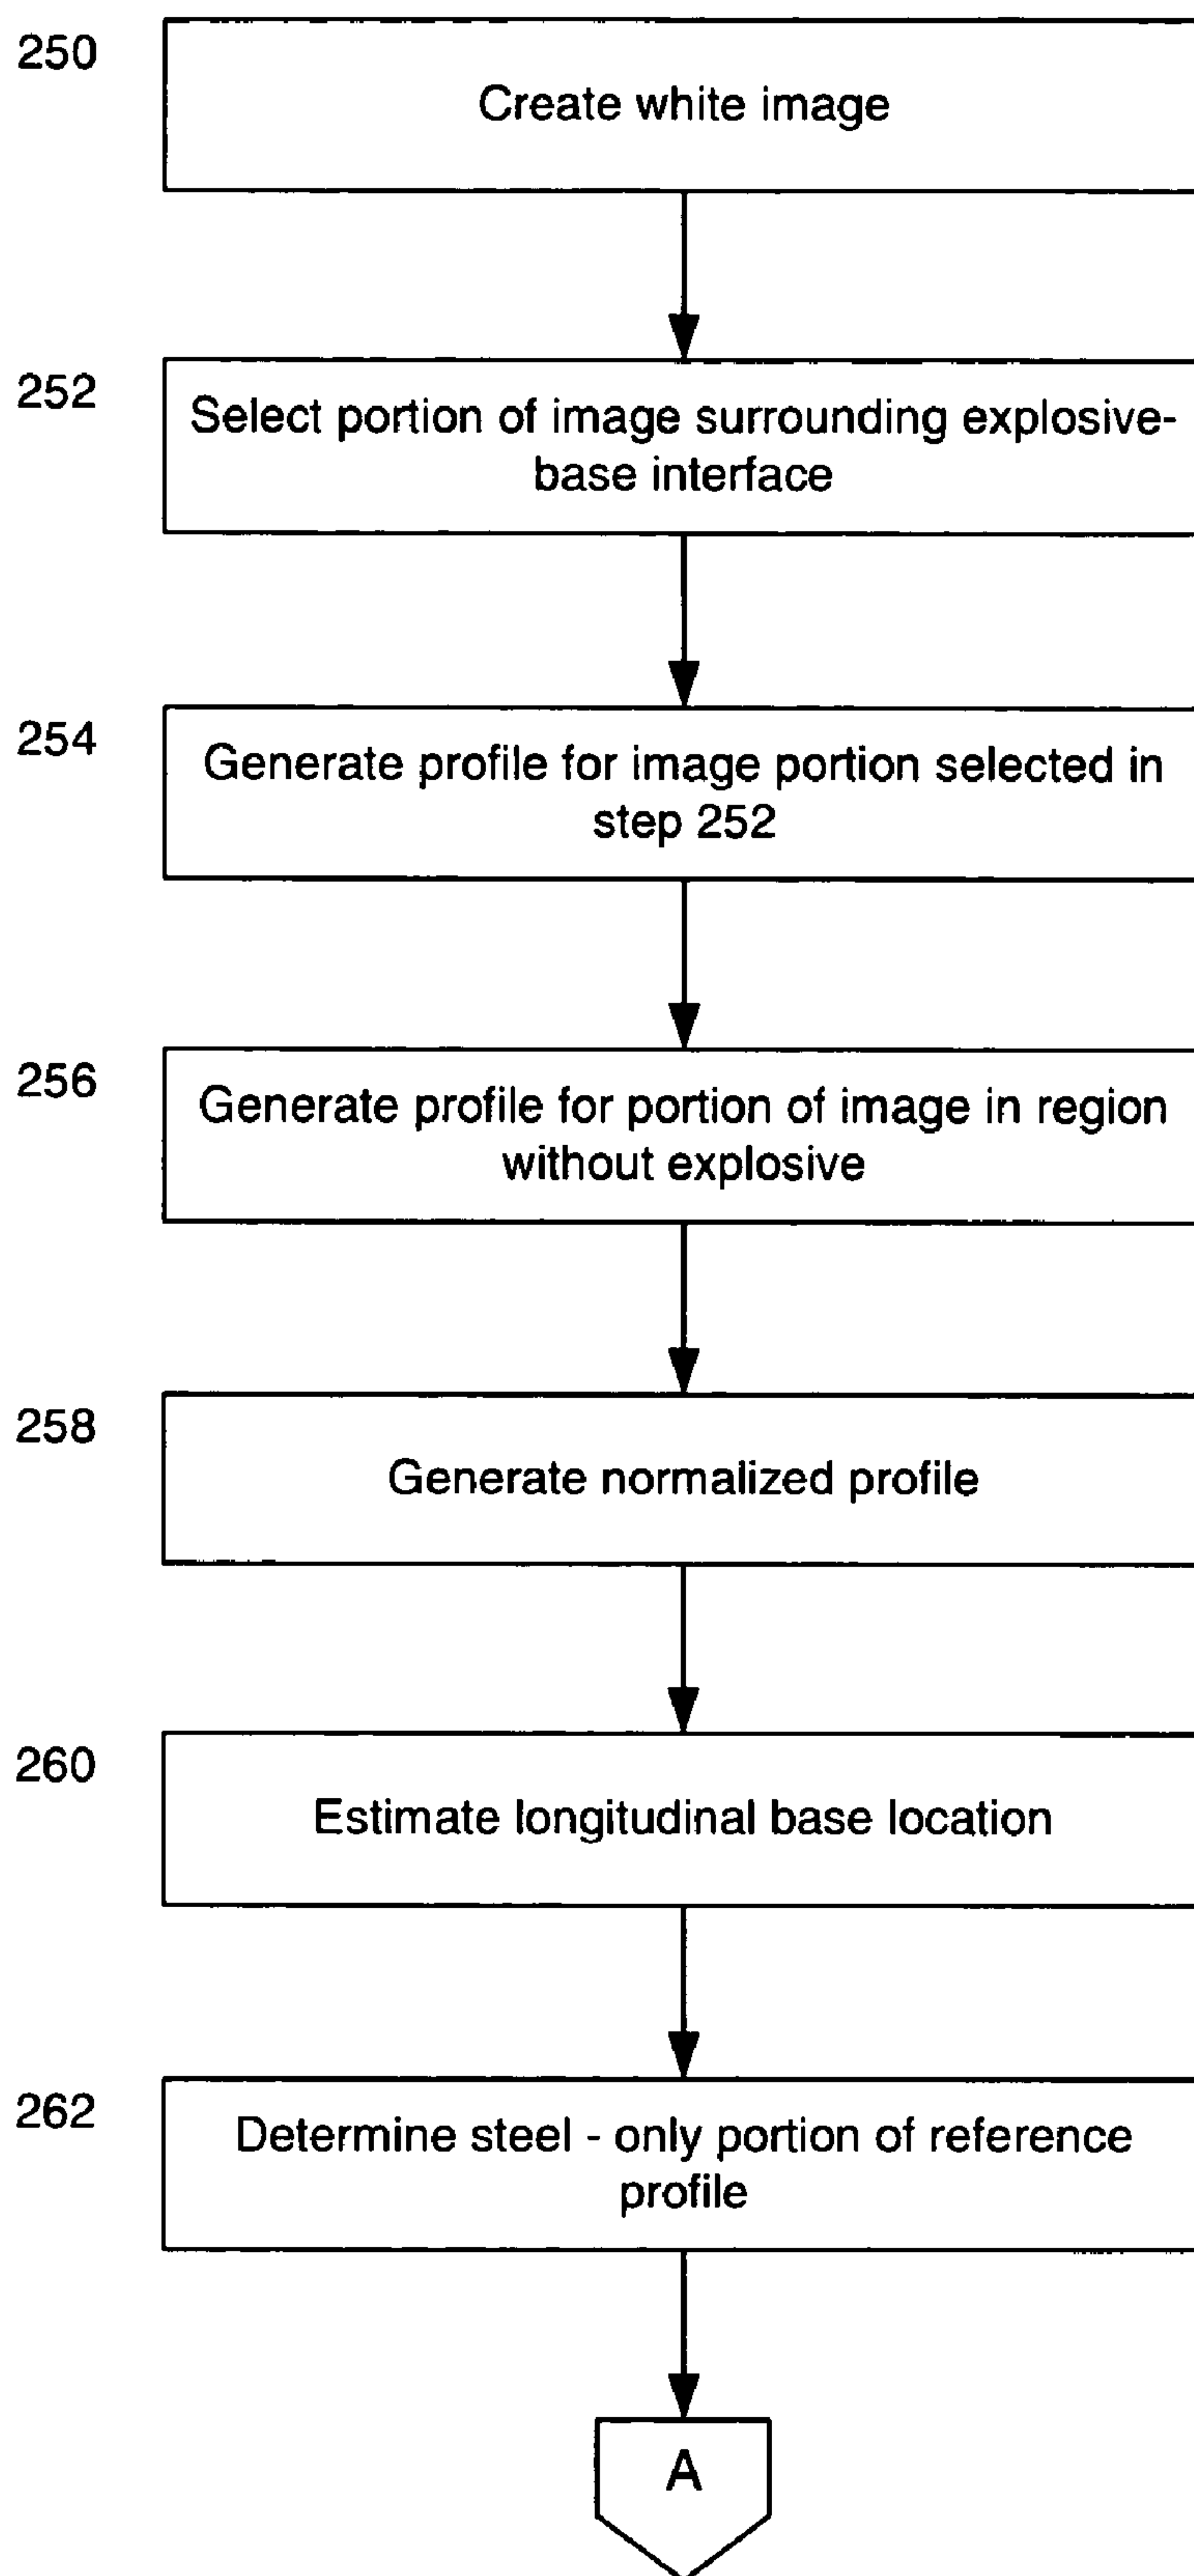 250
Create white image
252
Select portion of image surrounding explosive-
base interface
254
Generate profile for image portion selected in
step 252
256
Generate profile for portion of image in region
without explosive
258
Generate normalized profile
260
Estimate longitudinal base location
262
Determine steel - only portion of reference
profile
A